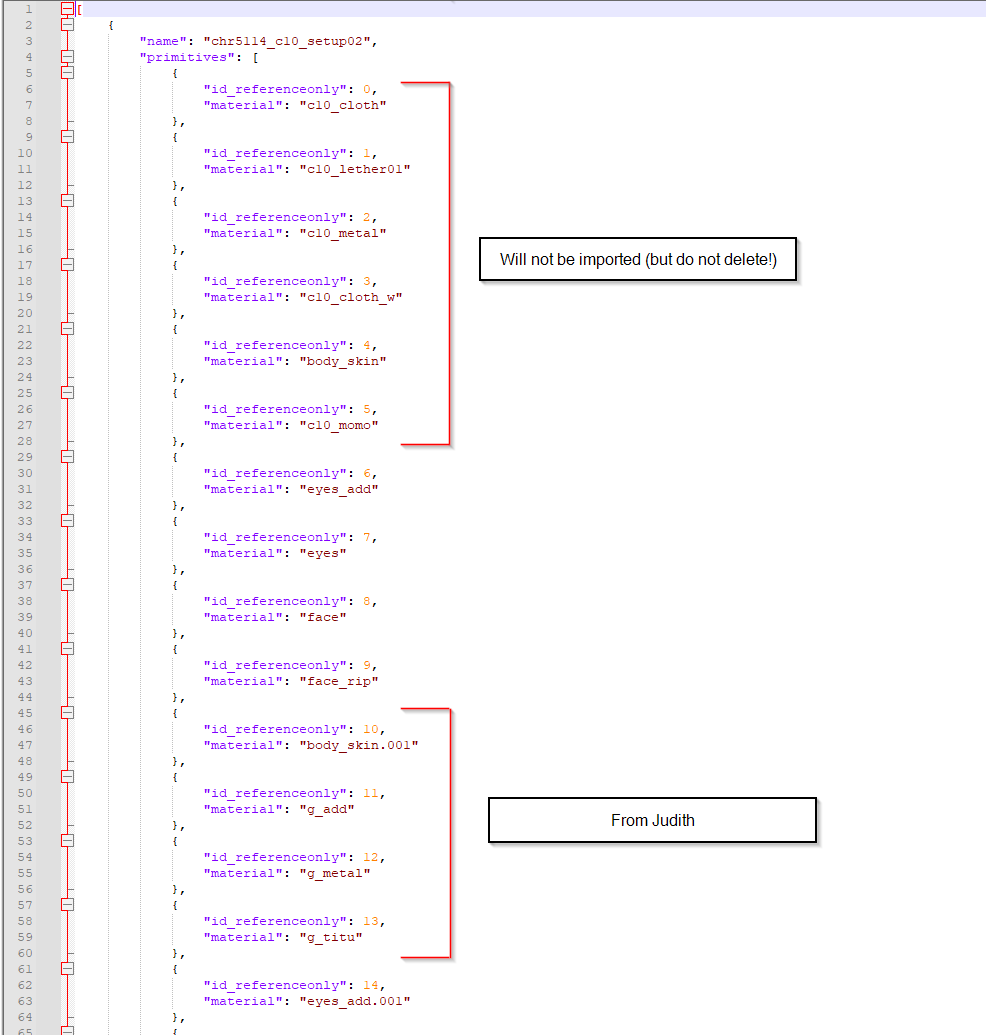 1 [
2 {
3 "name": "chr5114_c10_setup02",
4 "primitives": [
5 {
6 "id_referenceonly": 0,
7 "material": "c10_cloth"
8 },
9 {
10 "id_referenceonly": 1,
11 "material": "c10_lether01"
12 },
13 {
14 "id_referenceonly": 2,
15 "material": "c10_metal"
16 },
Will not be imported (but do not delete!)
17 {
18 "id_referenceonly": 3,
19 "material": "c10_cloth_w"
20 },
21 {
22 "id_referenceonly": 4,
23 "material": "body_skin"
24 },
25 {
26 "id_referenceonly": 5,
27 "material": "c10_momo"
28 },
29 {
30 "id_referenceonly": 6,
31 "material": "eyes_add"
32 },
33 {
34 "id_referenceonly": 7,
35 "material": "eyes"
36 },
37 {
38 "id_referenceonly": 8,
39 "material": "face"
40 },
41 {
42 "id_referenceonly": 9,
43 "material": "face_rip"
44 },
45 {
46 "id_referenceonly": 10,
47 "material": "body_skin.001"
48 },
49 {
50 "id_referenceonly": 11,
51 "material": "g_add"
From Judith
52 },
53 {
54 "id_referenceonly": 12,
55 "material": "g_metal"
56 },
57 {
58 "id_referenceonly": 13,
59 "material": "g_titu"
60 },
61 {
62 "id_referenceonly": 14,
63 "material": "eyes_add.001"
64 },
65 {